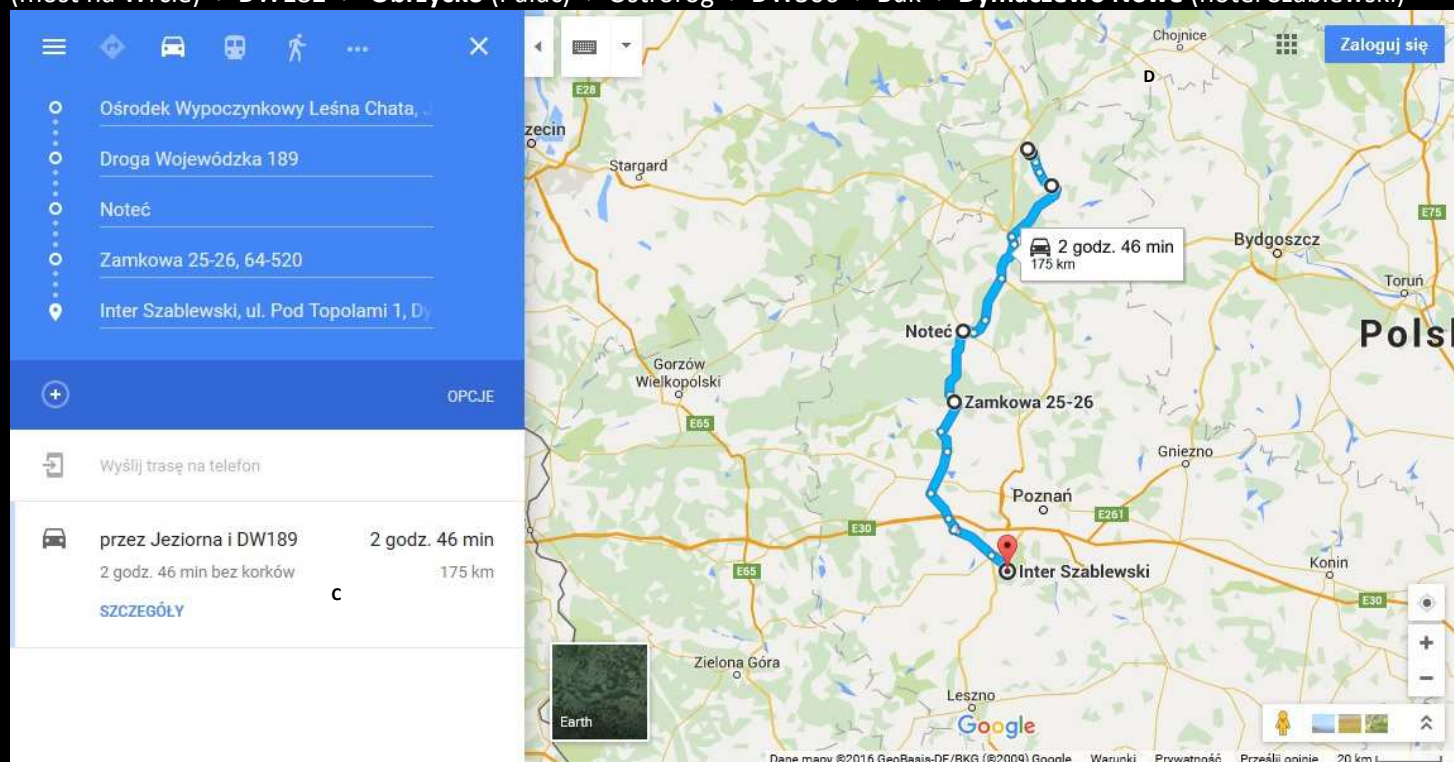 Ośrodek Wypoczynkowy Leśna Chata,
Droga Wojewódzka 189
Noteć
Zamkowa 25-26, 64-520
Inter Szablewski, ul. Pod Topolami 1,
OPCJE
Wyślij trasę na telefon
przez Jeziorna i DW189 2 godz. 46 min
2 godz. 46 min bez korków 175 km
C
SZCZEGÓŁY
Zaloguj się
Chojnice
D
E28
Stargard
E75
Bydgoszcz
2 godz. 46 min
175 km
Toruń
Noteć
Gorzów
Wielkopolski
Zamkowa 25-26
E65
Gniezno
Poznań
E261
E30
E65
Inter Szablewski
Konin
E30
Zielona Góra
Leszno
Earth
Google
Dane mapy ©2016 GeoBasis-DE/BKG (©2009) Google Warunki Prywatność Prześlij opinię 20 km